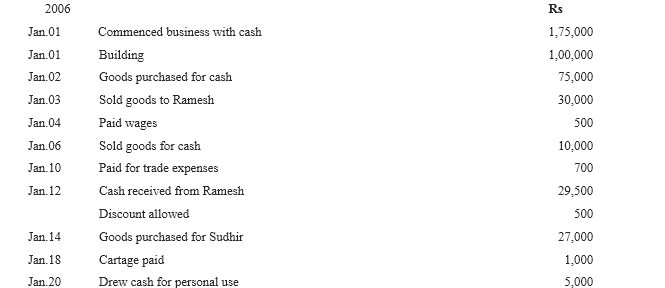 2006 Rs
Jan.01 Commenced business with cash 1,75,000
Jan.01 Building 1,00,000
Jan.02 Goods purchased for cash 75,000
Jan.03 Sold goods to Ramesh 30,000
Jan.04 Paid wages 500
Jan.06 Sold goods for cash 10,000
Jan.10 Paid for trade expenses 700
Jan.12 Cash received from Ramesh 29,500
Discount allowed 500
Jan.14 Goods purchased for Sudhir 27,000
Jan.18 Cartage paid 1,000
Jan.20 Drew cash for personal use 5,000